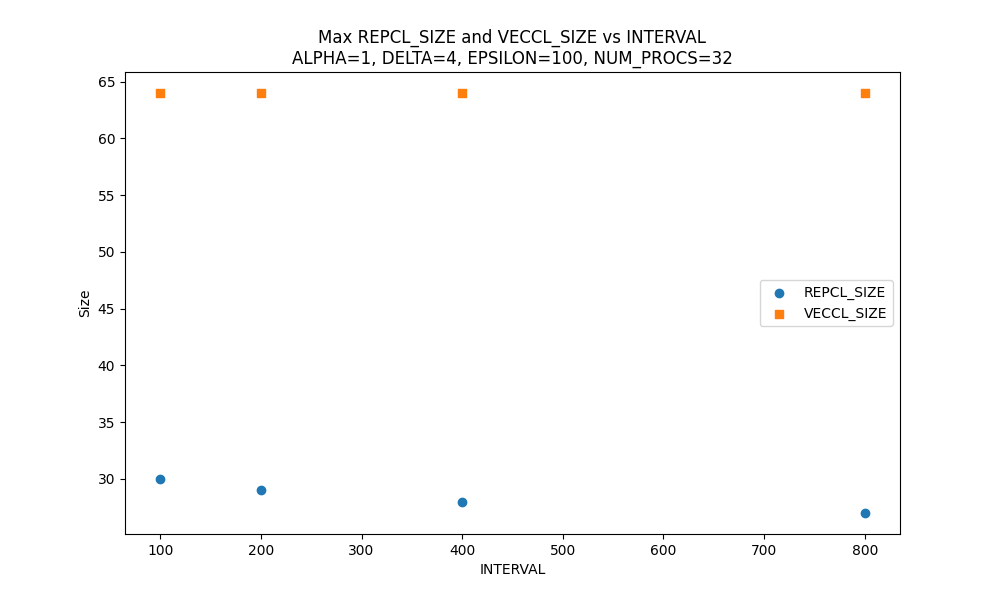 Max REPCL_SIZE and VECCL_SIZE vs INTERVAL
ALPHA=1, DELTA=4, EPSILON=100, NUM_PROCS=32
65
60
55
50
45
40
35
30
Size
REPCL_SIZE
VECCL_SIZE
100 200 300 400 500 600 700 800
INTERVAL